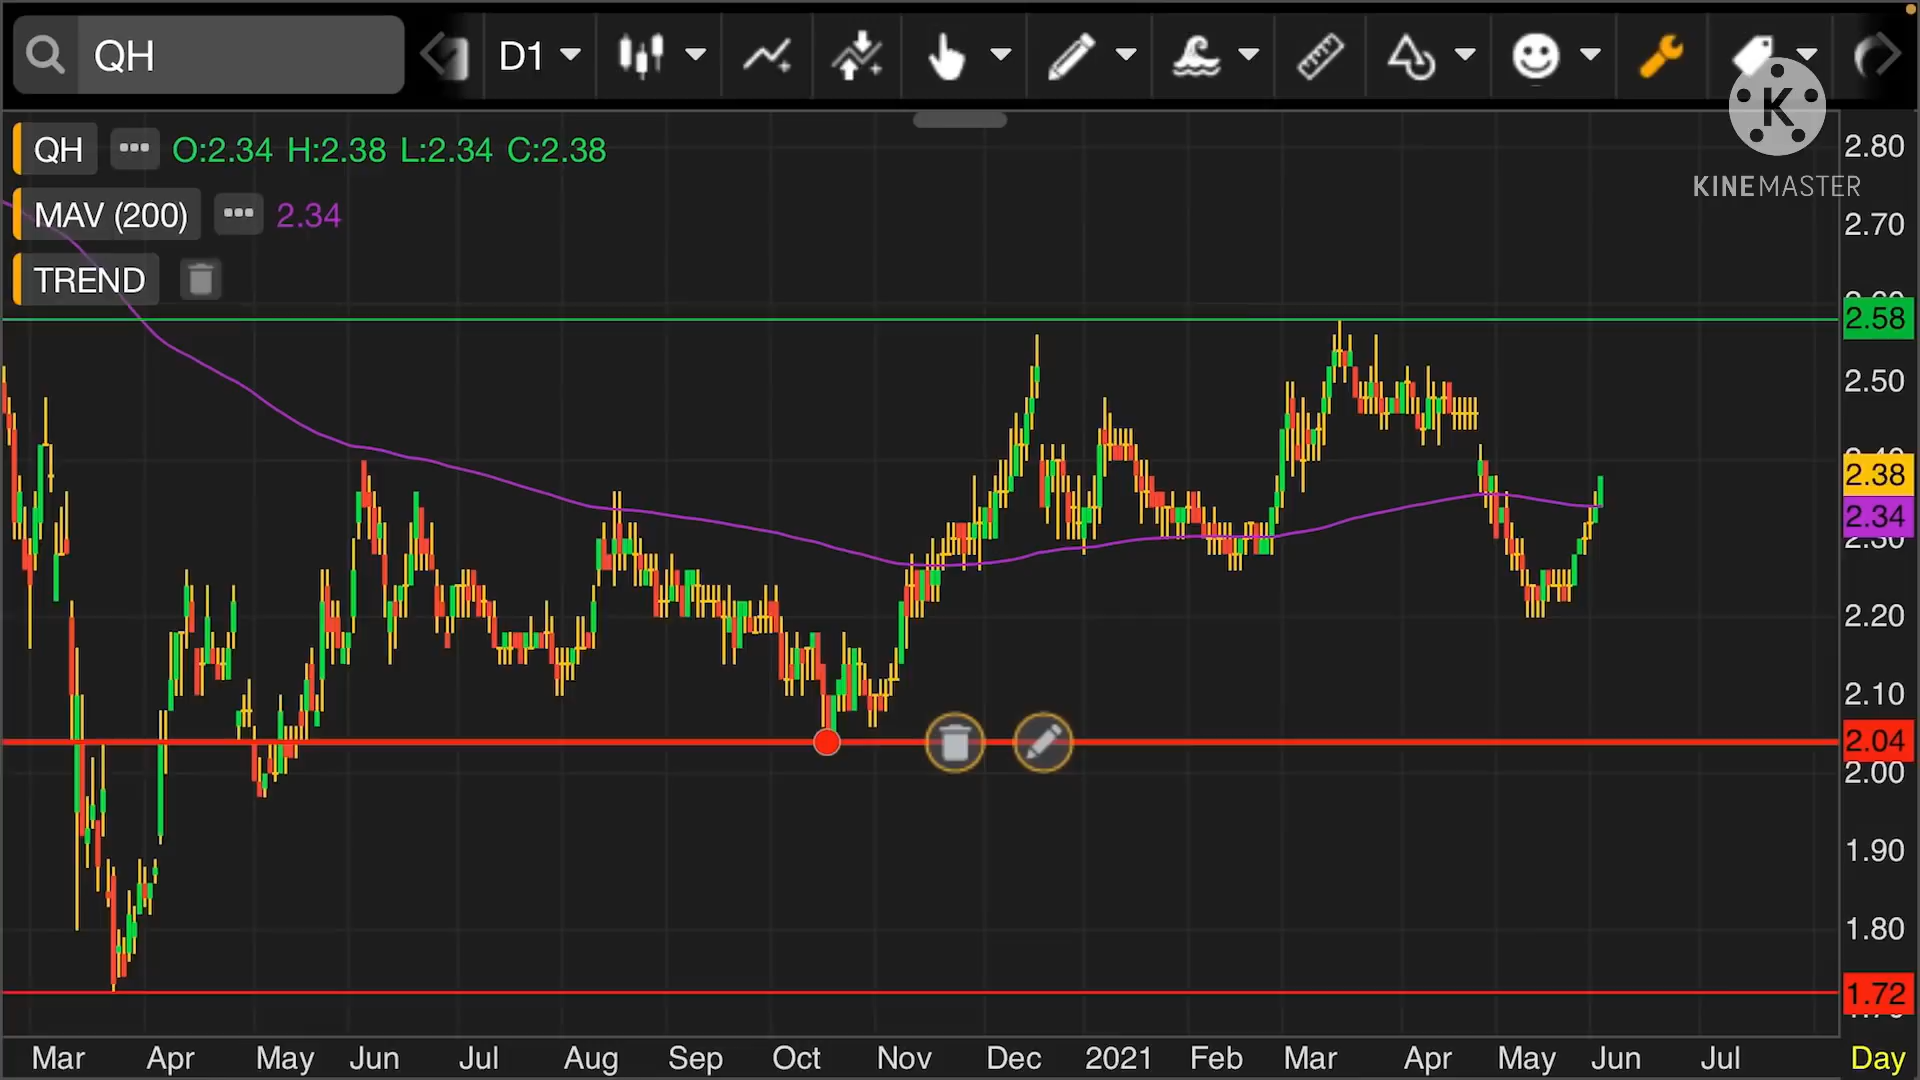 QH
D1
K
KINEMASTER
QH ••• O:2.34 H:2.38 L:2.34 C:2.38
MAV (200) ••• 2.34
TREND
2.80
2.70
2.58
2.50
2.38
2.34
2.30
2.20
2.10
2.04
2.00
1.90
1.80
1.72
Mar Apr May Jun Jul Aug Sep Oct Nov Dec 2021 Feb Mar Apr May Jun Jul Day